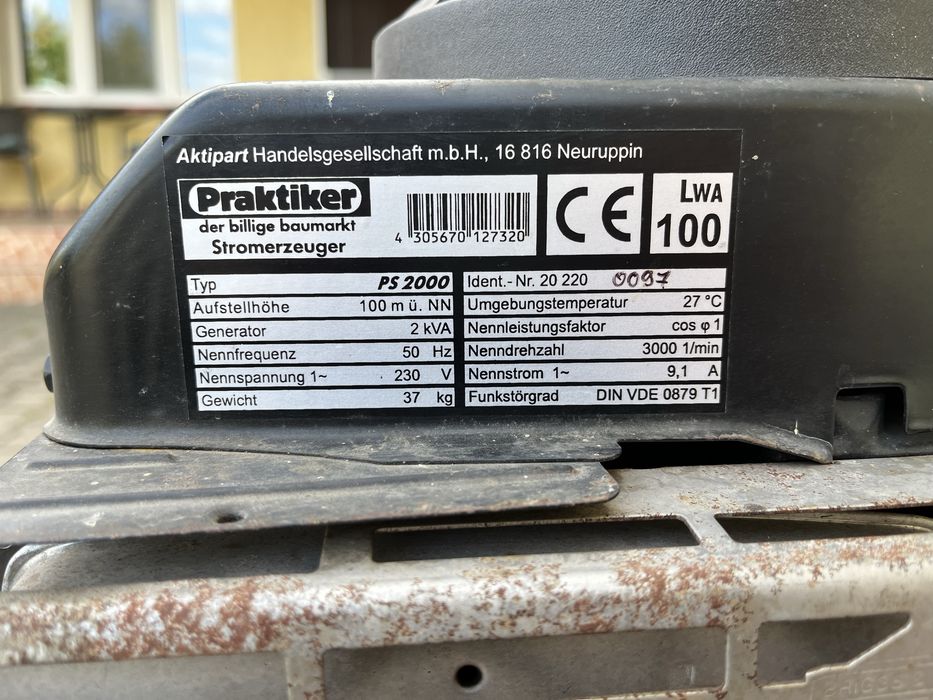 Aktipart Handelsgesellschaft m.b.H., 16 816 Neuruppin
Praktiker
der billige baumarkt
Stromerzeuger
4 305670 127320
CE
LWA
100
Typ PS 2000
Aufstellhöhe 100 m ü. NN
Generator 2 kVA
Nennfrequenz 50 Hz
Nennspannung 1~ 230 V
Gewicht 37 kg
Ident.- Nr. 20 220 0097
Umgebungstemperatur 27 °C
Nennleistungsfaktor cos φ 1
Nenndrehzahl 3000 1/min
Nennstrom 1~ 9,1 A
Funkstörgrad DIN VDE 0879 T1